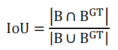 IoU = |B ∩ B^GT| / |B ∪ B^GT|